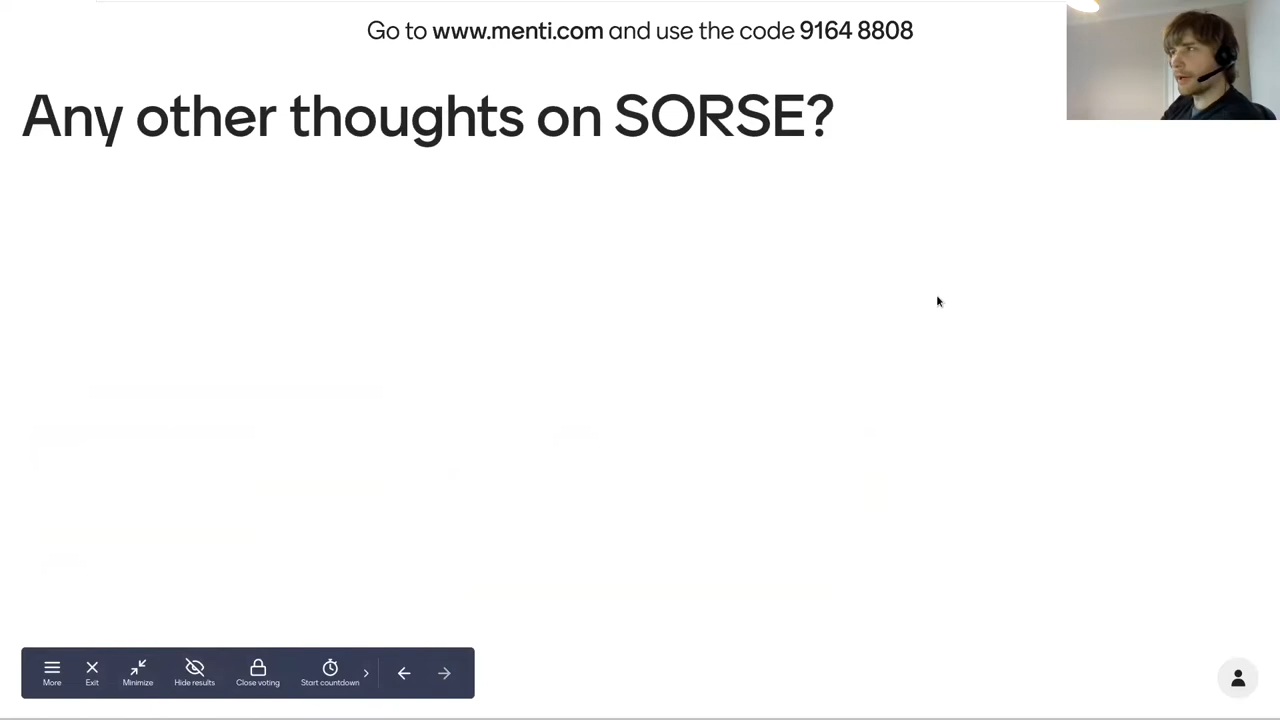 Go to www.menti.com and use the code 9164 8808
Any other thoughts on SORSE?
More Exit Minimize Hide results Close voting Start countdown